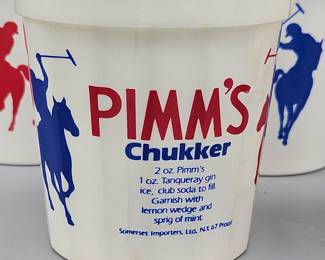 PIMM'S
Chukker
2 oz. Pimm's
1 oz. Tanqueray gin
ice, club soda to fill.
Garnish with
lemon wedge and
sprig of mint.
Somerset Importers, Ltd., N.Y. 67 Proof